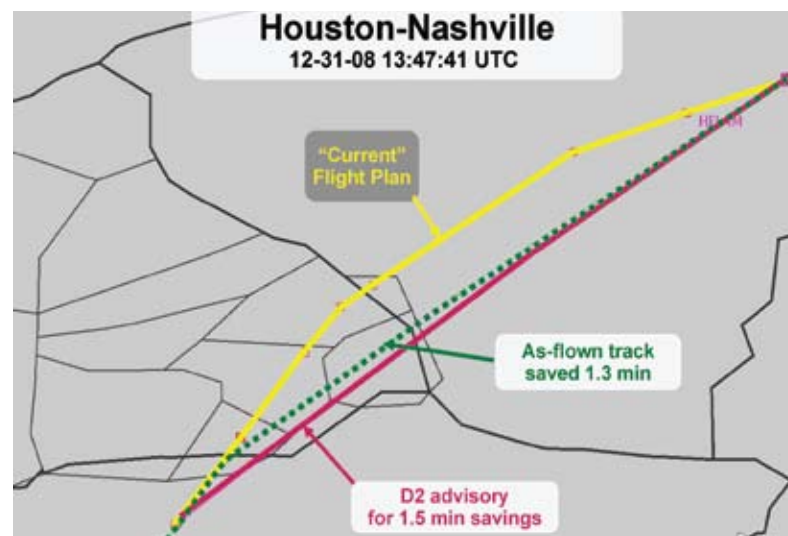 Houston-Nashville
12-31-08 13:47:41 UTC
"Current"
Flight Plan
As-flown track
saved 1.3 min
D2 advisory
for 1.5 min savings